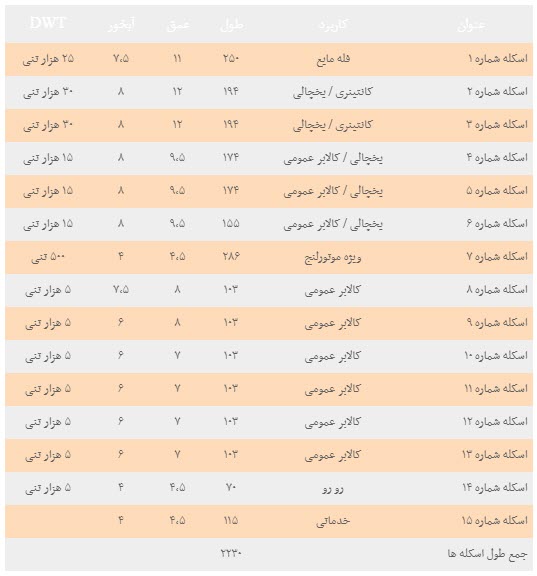 عنوان کاربرد طول عمق آبخور DWT
اسکله شماره ۱ فله مایع ۲۵۰ ۱۱ ۷،۵ ۲۵ هزار تنی
اسکله شماره ۲ کانتینری / یخچالی ۱۹۴ ۱۲ ۸ ۳۰ هزار تنی
اسکله شماره ۳ کانتینری / یخچالی ۱۹۴ ۱۲ ۸ ۳۰ هزار تنی
اسکله شماره ۴ یخچالی / کالابر عمومی ۱۷۴ ۹،۵ ۸ ۱۵ هزار تنی
اسکله شماره ۵ یخچالی / کالابر عمومی ۱۷۴ ۹،۵ ۸ ۱۵ هزار تنی
اسکله شماره ۶ یخچالی / کالابر عمومی ۱۵۵ ۹،۵ ۸ ۱۵ هزار تنی
اسکله شماره ۷ ویژه موتورلنج ۲۸۶ ۴،۵ ۴ ۵۰۰ تنی
اسکله شماره ۸ کالابر عمومی ۱۰۳ ۸ ۷،۵ ۵ هزار تنی
اسکله شماره ۹ کالابر عمومی ۱۰۳ ۸ ۶ ۵ هزار تنی
اسکله شماره ۱۰ کالابر عمومی ۱۰۳ ۷ ۶ ۵ هزار تنی
اسکله شماره ۱۱ کالابر عمومی ۱۰۳ ۷ ۶ ۵ هزار تنی
اسکله شماره ۱۲ کالابر عمومی ۱۰۳ ۷ ۶ ۵ هزار تنی
اسکله شماره ۱۳ کالابر عمومی ۱۰۳ ۷ ۶ ۵ هزار تنی
اسکله شماره ۱۴ رو رو ۷۰ ۴،۵ ۴ ۵ هزار تنی
اسکله شماره ۱۵ خدماتی ۱۱۵ ۴،۵ ۴
جمع طول اسکله ها ۲۲۳۰